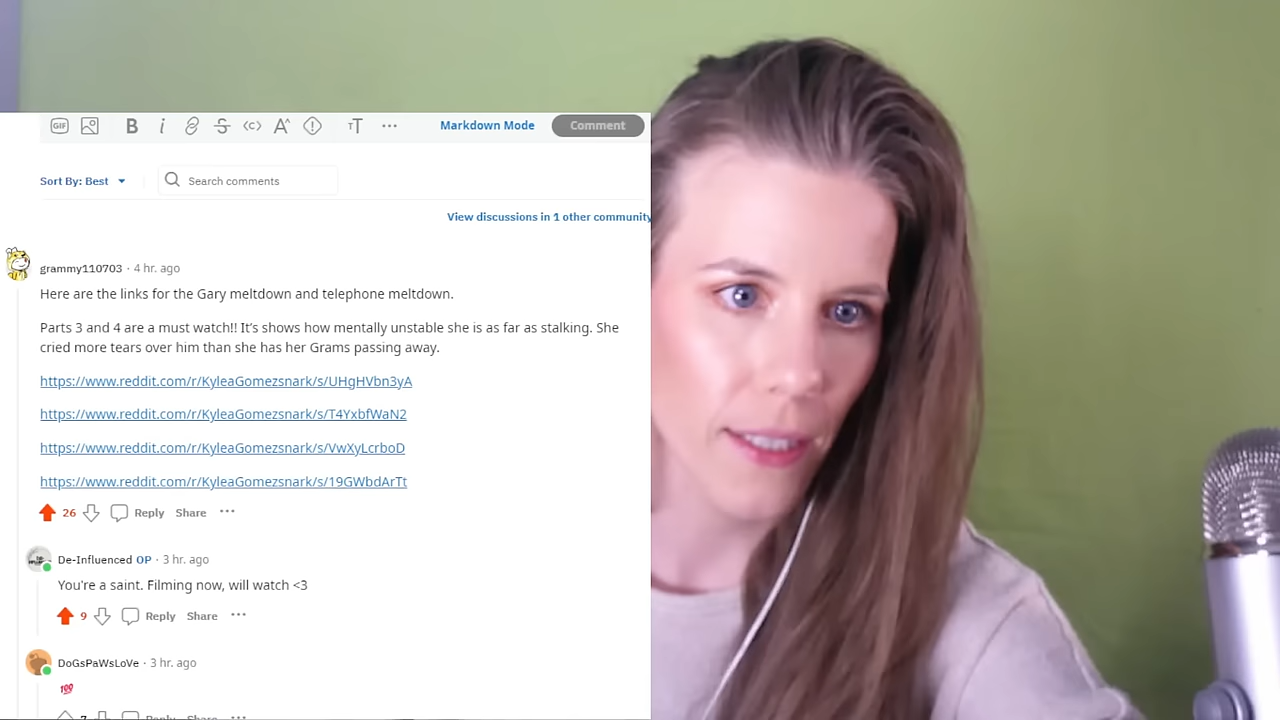 GIF B i <c> A^ TT ... Markdown Mode Comment
Sort By: Best Search comments
View discussions in 1 other community
grammy110703 · 4 hr. ago
Here are the links for the Gary meltdown and telephone meltdown.
Parts 3 and 4 are a must watch!! It's shows how mentally unstable she is as far as stalking. She
cried more tears over him than she has her Grams passing away.
https://www.reddit.com/r/KyleaGomezsnark/s/UHgHVbn3yA
https://www.reddit.com/r/KyleaGomezsnark/s/T4YxbfWaN2
https://www.reddit.com/r/KyleaGomezsnark/s/VwXyLcrboD
https://www.reddit.com/r/KyleaGomezsnark/s/19GWbdArTt
26 Reply Share ...
De-Influenced OP · 3 hr. ago
You're a saint. Filming now, will watch <3
9 Reply Share ...
DoGsPaWsLoVe · 3 hr. ago
💯
7 Reply Share ...